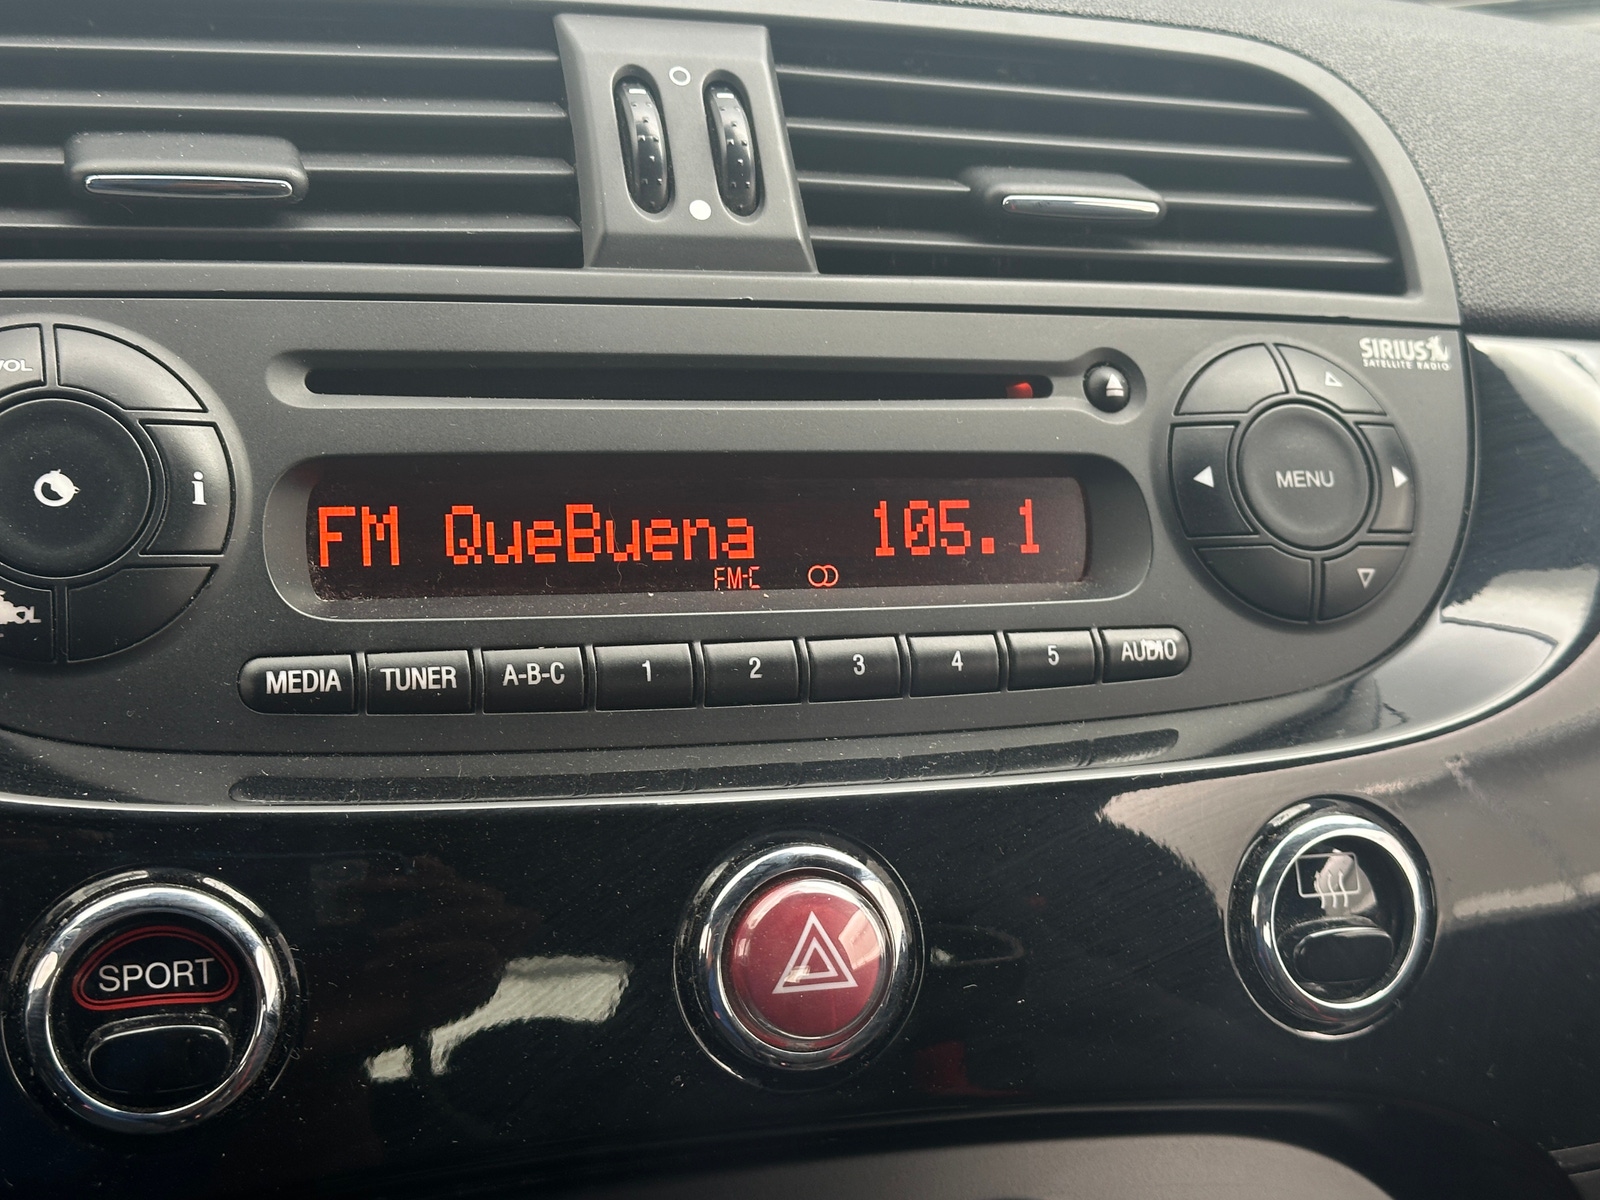 VOL
SIRIUS
SATELLITE RADIO
i
MENU
FM QueBuena 105.1
FM-C
MEDIA TUNER A-B-C 1 2 3 4 5 AUDIO
SPORT